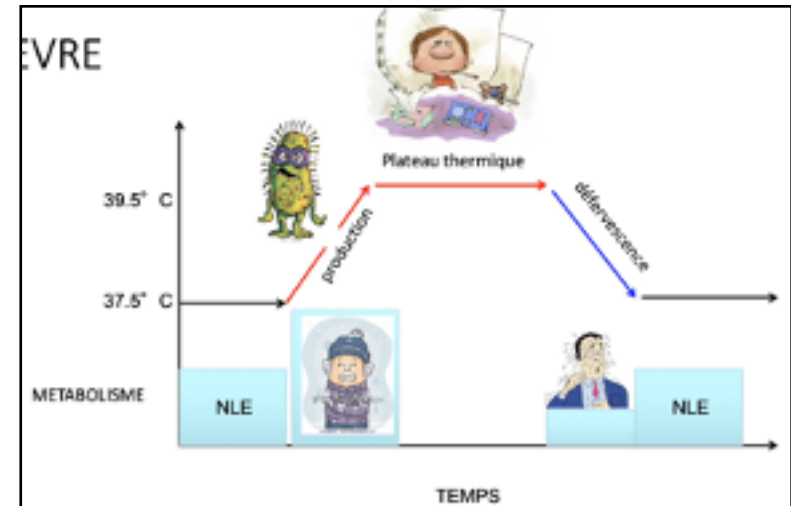 EVRE
Plateau thermique
39.5° C
production
défervescence
37.5° C
METABOLISME
NLE
NLE
TEMPS